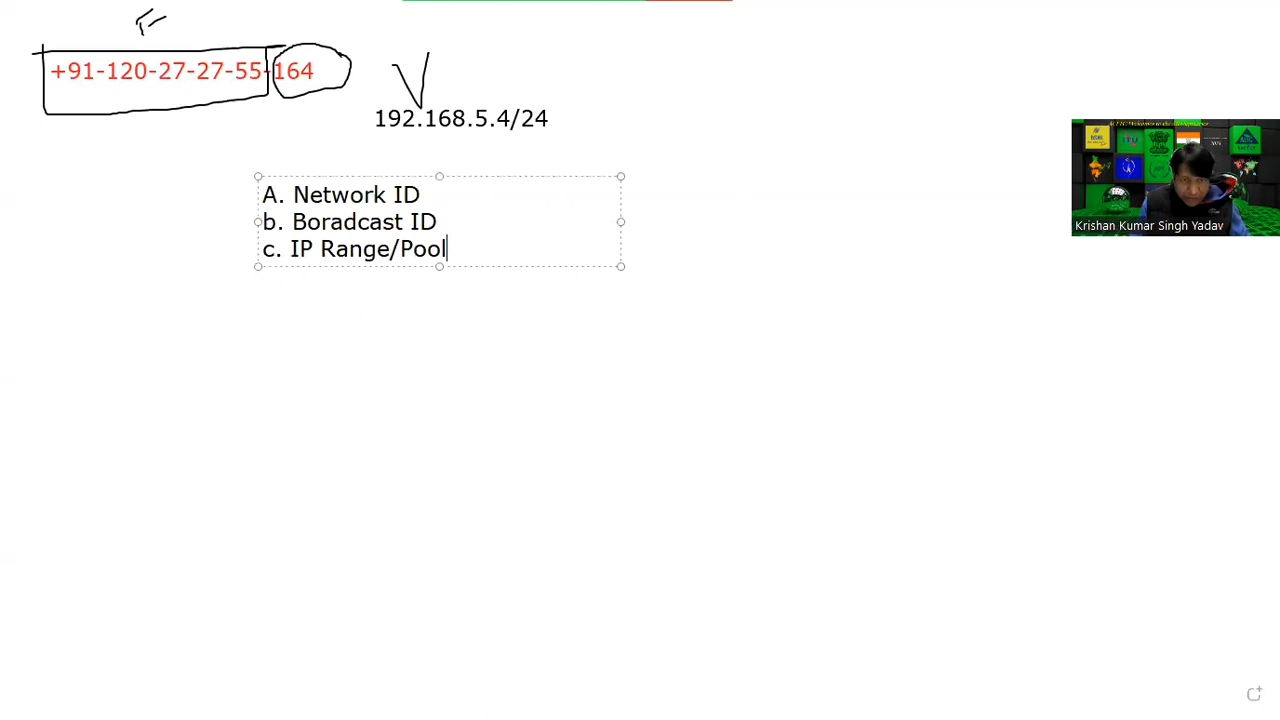 +91-120-27-27-55-164
192.168.5.4/24
A. Network ID
b. Boradcast ID
c. IP Range/Pool
Krishan Kumar Singh Yadav